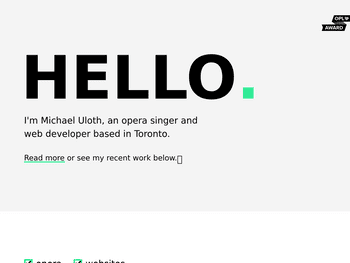 OPL
AWARD
HELLO.
I'm Michael Uloth, an opera singer and
web developer based in Toronto.
Read more or see my recent work below.
opera websites